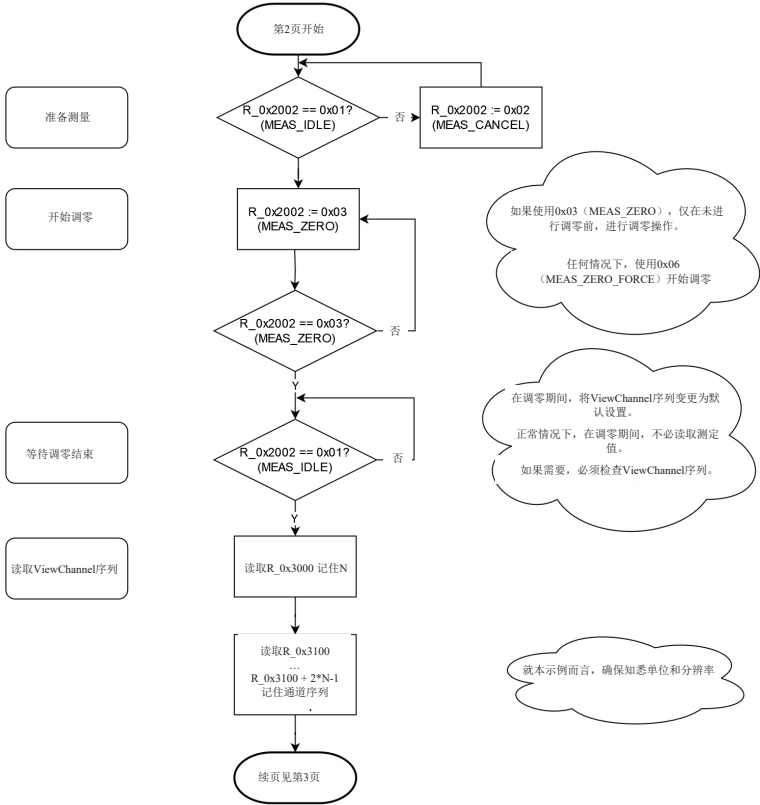 第2页开始
准备测量
R_0x2002 == 0x01?
(MEAS_IDLE)
否
R_0x2002 := 0x02
(MEAS_CANCEL)
开始调零
R_0x2002 := 0x03
(MEAS_ZERO)
如果使用0x03（MEAS_ZERO），仅在未进
行调零前，进行调零操作。
任何情况下，使用0x06
（MEAS_ZERO_FORCE）开始调零
R_0x2002 == 0x03?
(MEAS_ZERO)
否
Y
在调零期间，将ViewChannel序列变更为默
认设置。
正常情况下，在调零期间，不必读取测定
值。
如果需要，必须检查ViewChannel序列。
等待调零结束
R_0x2002 == 0x01?
(MEAS_IDLE)
否
Y
读取ViewChannel序列
读取R_0x3000 记住N
读取R_0x3100
…
R_0x3100 + 2*N-1
记住通道序列
就本示例而言，确保知悉单位和分辨率
续页见第3页